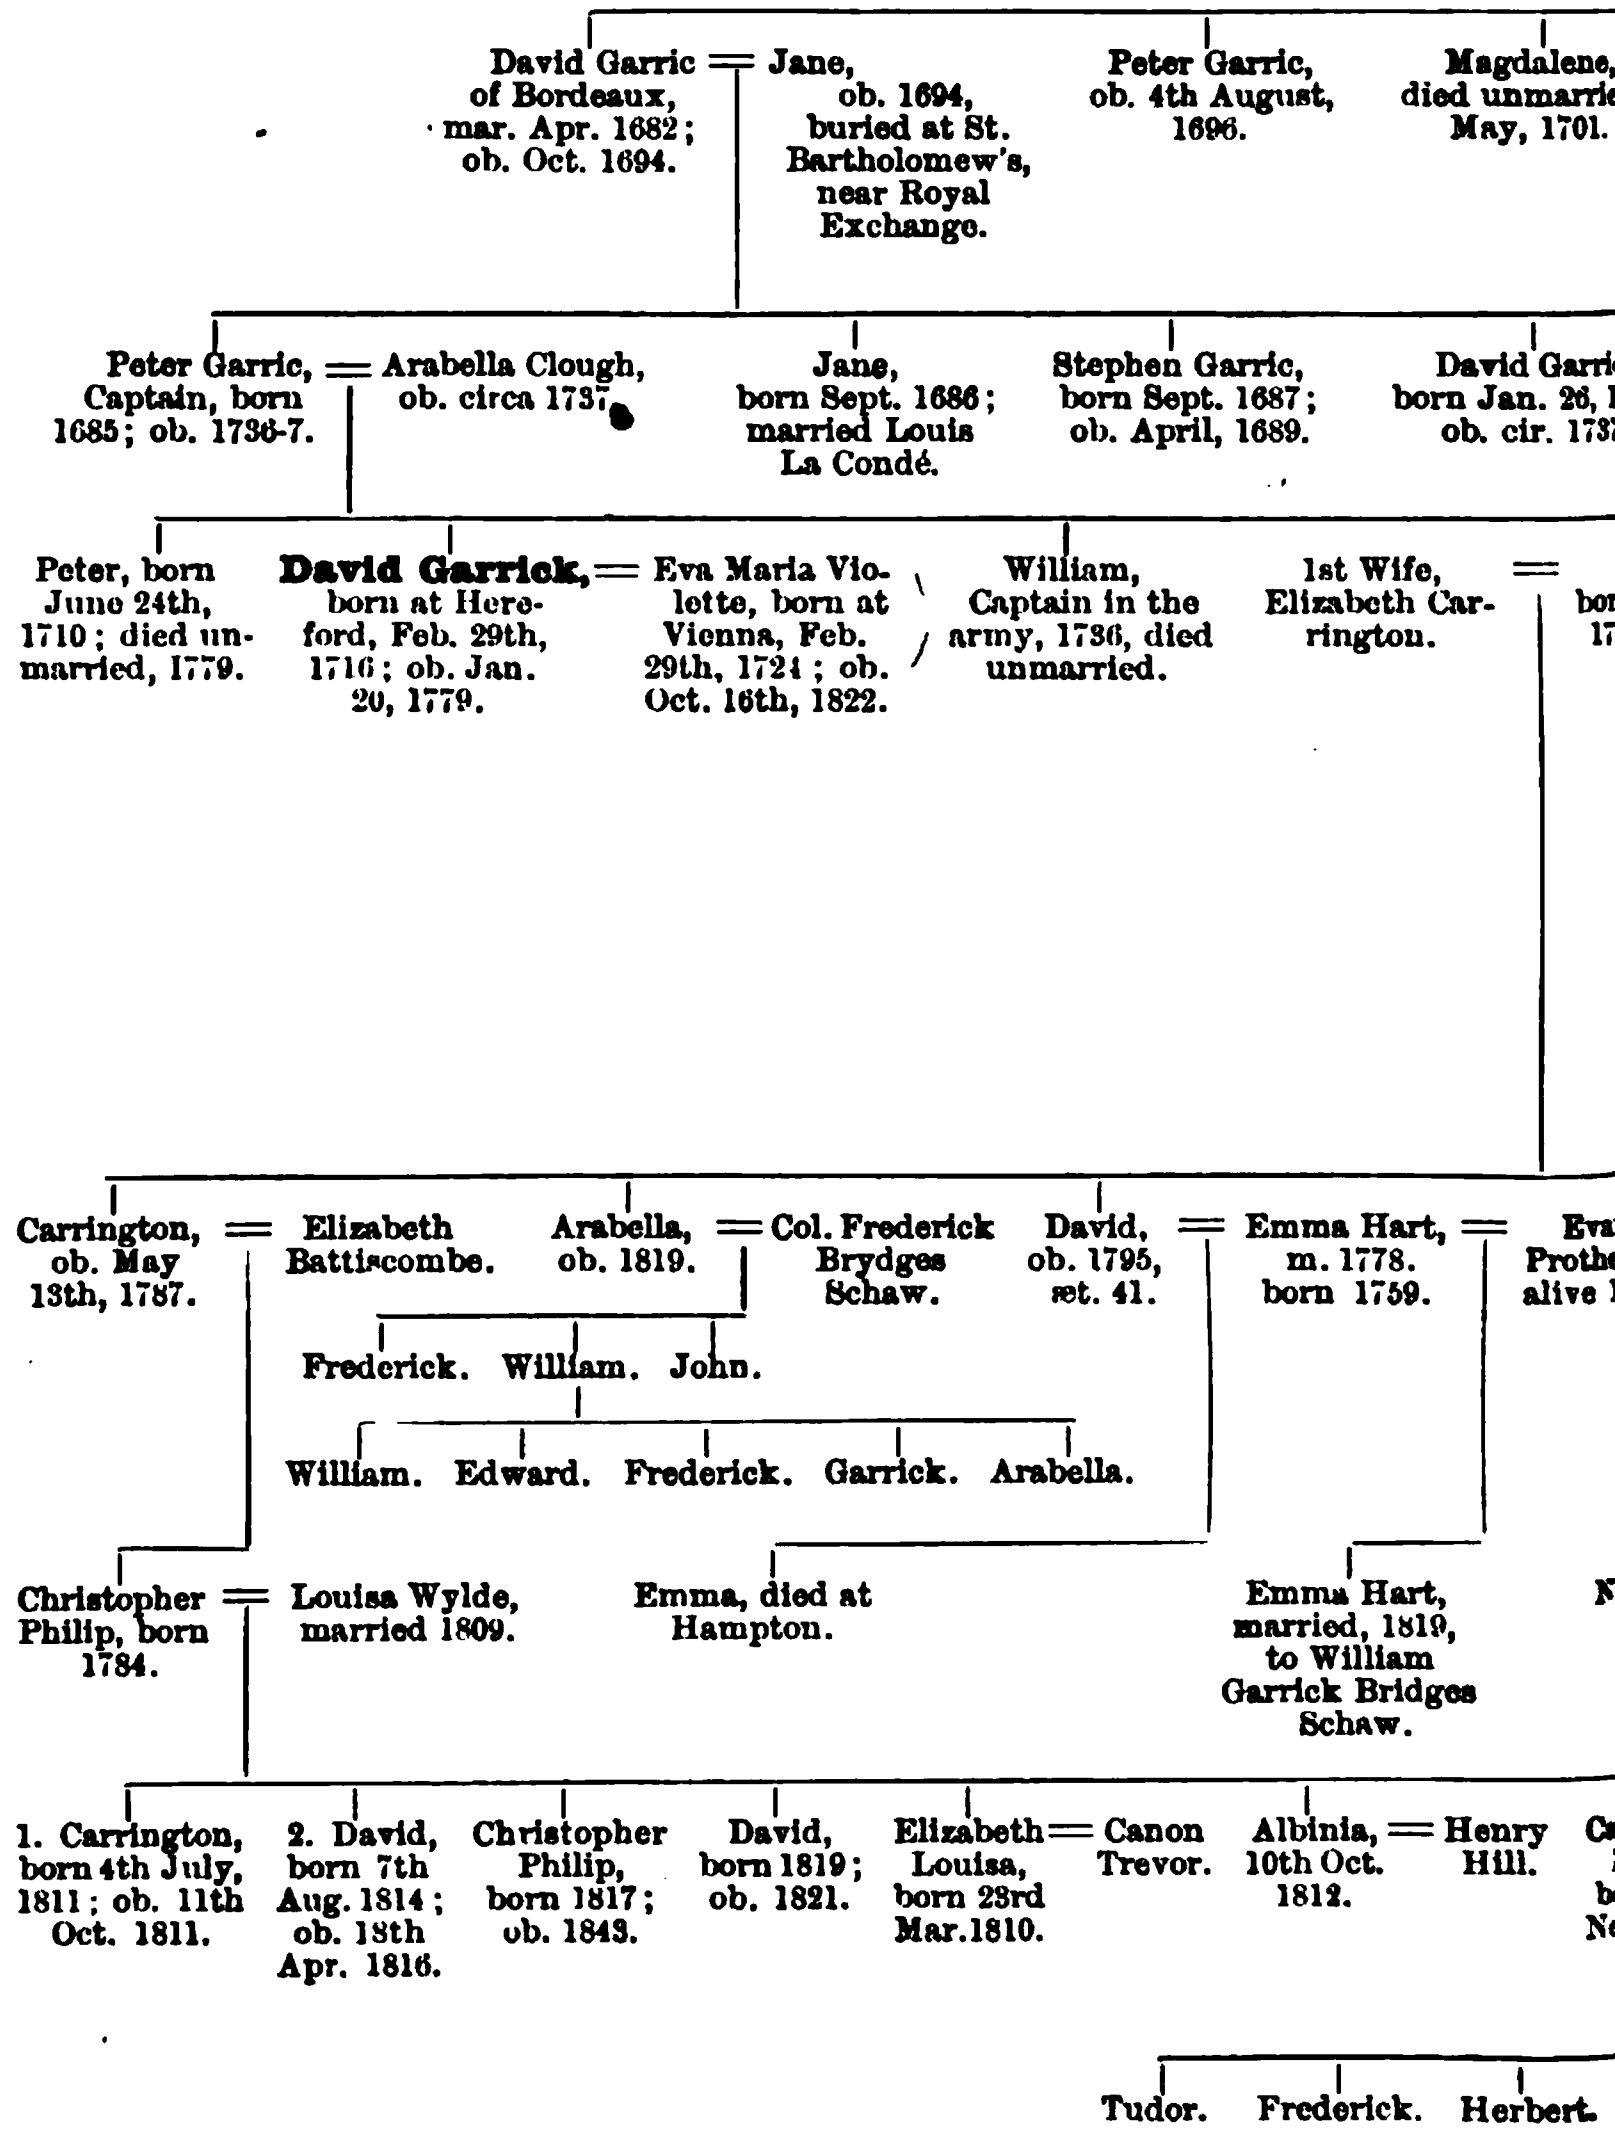 David Garric
of Bordeaux,
mar. Apr. 1682;
ob. Oct. 1694.
Jane,
ob. 1694,
buried at St.
Bartholomew's,
near Royal
Exchange.
Peter Garric,
ob. 4th August,
1696.
Magdalene,
died
May, 1701.
Peter Garric,
Captain, born
1685; ob. 1736-7.
Arabella Clough,
ob. circa 1737.
Jane,
born Sept. 1686;
married Louis
La Condé.
Stephen Garric,
born Sept. 1687;
ob. April, 1689.
David
born Jan. 26,
ob. cir.
Peter, born
June 24th,
1710; died un-
married, 1779.
David Garrick,
born at Here-
ford, Feb. 29th,
1716; ob. Jan.
20, 1779.
Eva Maria Vio-
lette, born at
Vienna, Feb.
29th, 1724; ob.
Oct. 16th, 1822.
William,
Captain in the
army, 1736, died
unmarried.
1st Wife,
Elizabeth Car-
rington.
Carrington,
ob. May
13th, 1787.
Elizabeth
Battiscombe.
Arabella,
ob. 1819.
Col. Frederick
Brydges
Schaw.
David,
ob. 1795,
æt. 41.
Emma Hart,
m. 1778.
born 1759.
alive
Frederick. William. John.
William. Edward. Frederick. Garrick. Arabella.
Christopher
Philip, born
1784.
Louisa Wylde,
married 1809.
Emma, died at
Hampton.
Emma Hart,
married, 1819,
to William
Garrick Bridges
Schaw.
1. Carrington,
born 4th July,
1811; ob. 11th
Oct. 1811.
2. David,
born 7th
Aug. 1814;
ob. 18th
Apr. 1816.
Christopher
Philip,
born 1817;
ob. 1843.
David,
born 1819;
ob. 1821.
Elizabeth
Louisa,
born 23rd
Mar. 1810.
Canon
Trevor.
Albinia,
10th Oct.
1812.
Henry
Hill.
Tudor. Frederick. Herbert.